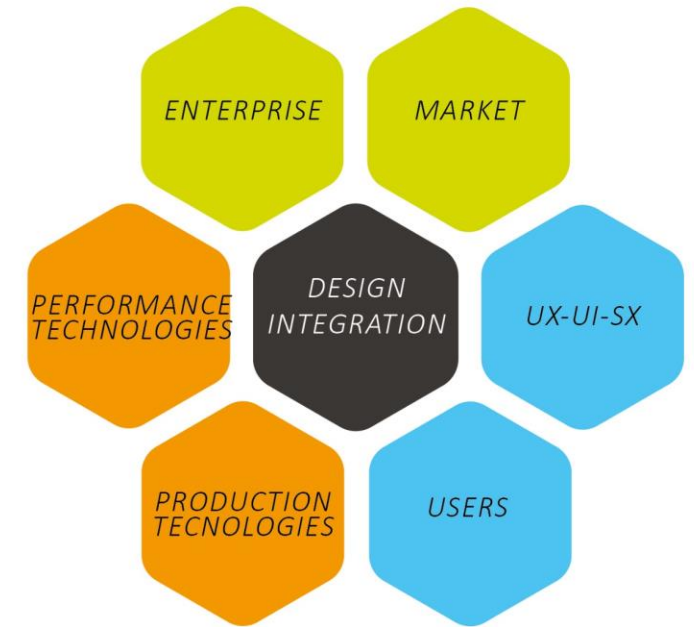 ENTERPRISE
MARKET
PERFORMANCE
TECHNOLOGIES
DESIGN
INTEGRATION
UX-UI-SX
PRODUCTION
TECNOLOGIES
USERS